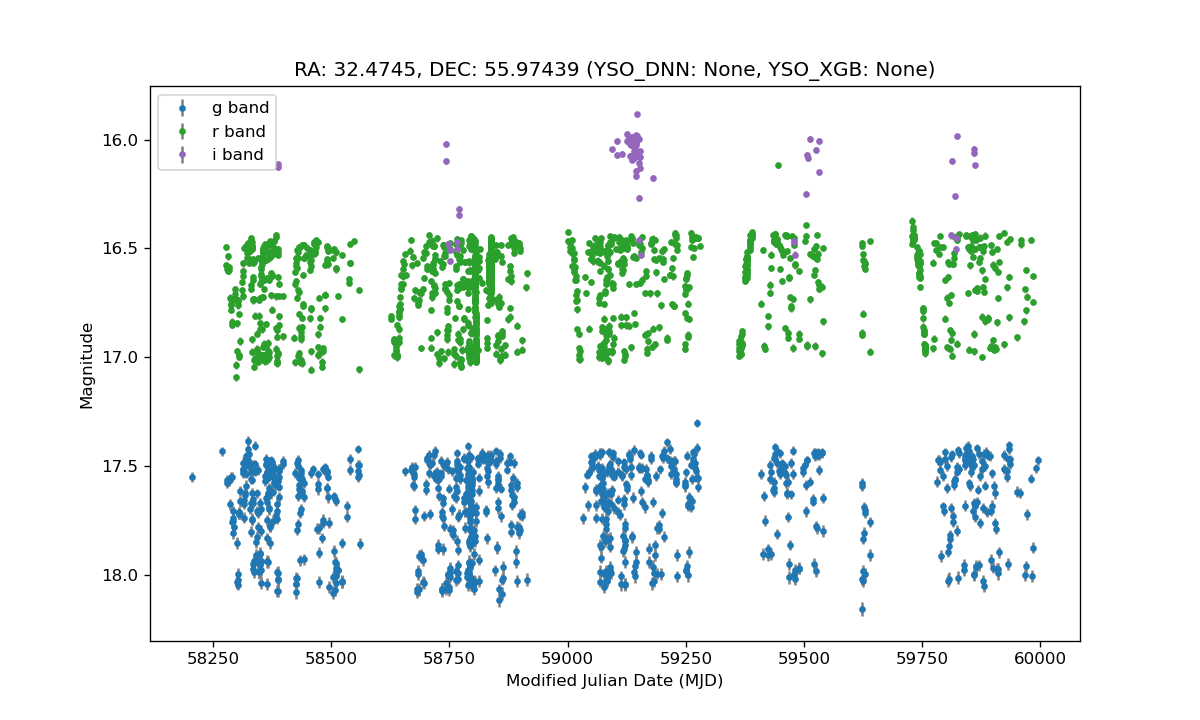 RA: 32.4745, DEC: 55.97439 (YSO_DNN: None, YSO_XGB: None)
g band
r band
i band
16.0
16.5
17.0
17.5
18.0
Magnitude
58250 58500 58750 59000 59250 59500 59750 60000
Modified Julian Date (MJD)